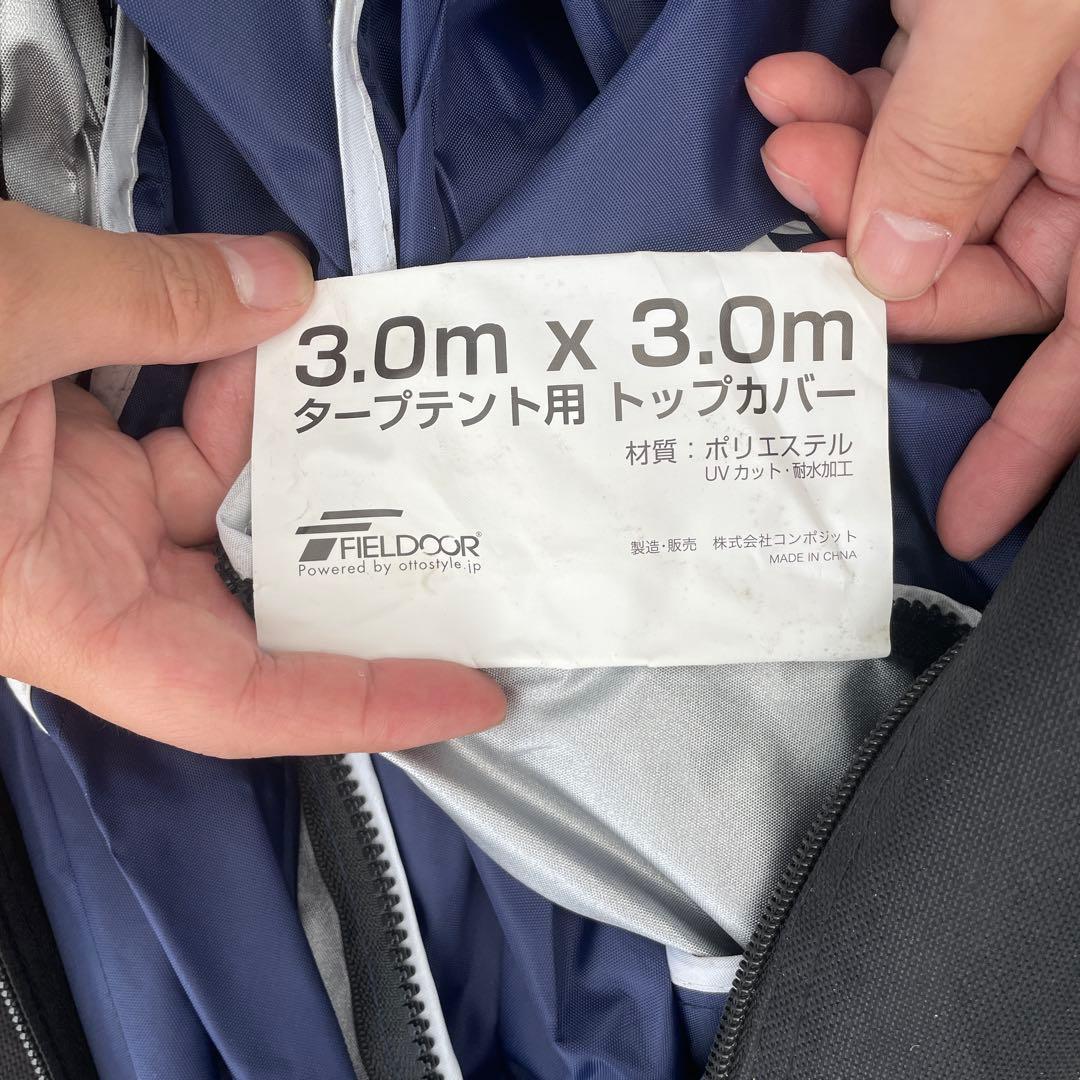 3.0m x 3.0m
タープテント用 トップカバー
材質：ポリエステル
UVカット・耐水加工
FIELDOOR®
Powered by ottostyle.jp
製造・販売 株式会社コンポジット
MADE IN CHNA